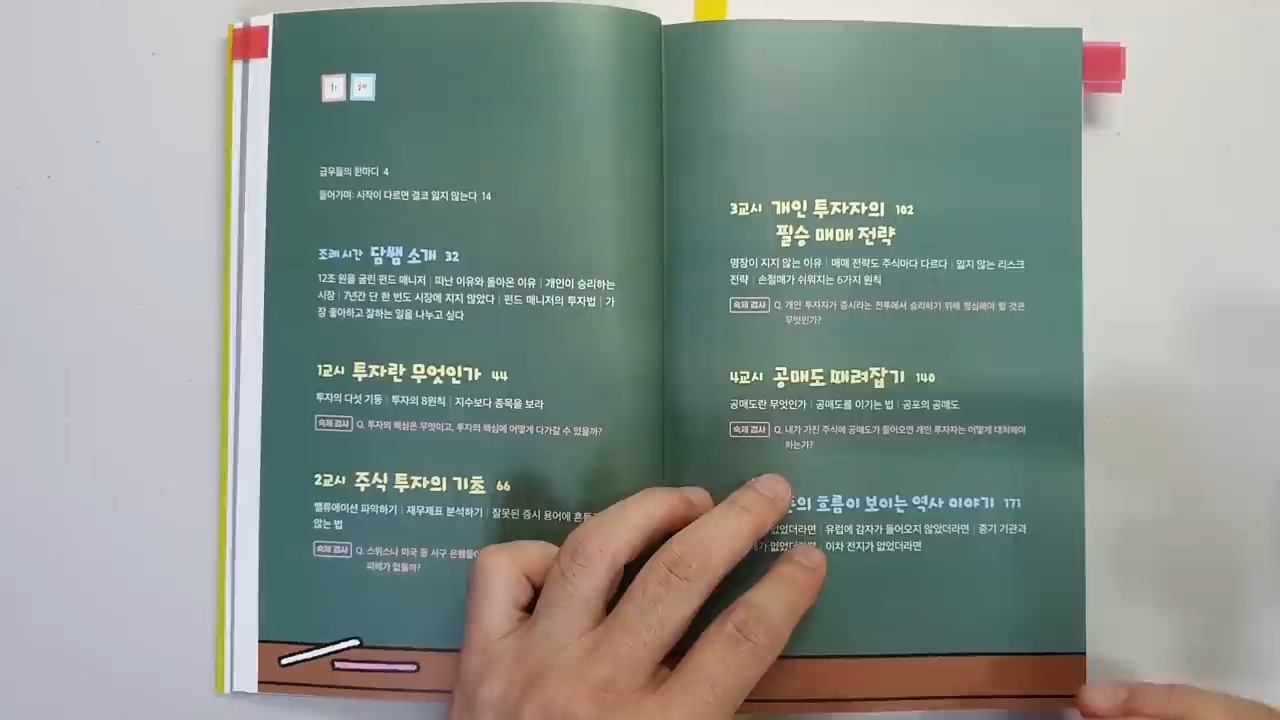 차 례
금우들의 한마디 4
들어가며: 시작이 다르면 결코 잃지 않는다 14
조례 시간 담쌤 소개 32
12조 원을 굴린 펀드 매니저 | 떠난 이유와 돌아온 이유 | 개인이 승리하는
시장 | 7년간 단 한 번도 시장에 지지 않았다 | 펀드 매니저의 투자법 | 가
장 좋아하고 잘하는 일을 나누고 싶다
1교시 투자란 무엇인가 44
투자의 다섯 기둥 | 투자의 8원칙 | 지수보다 종목을 보라
숙제 검사 Q. 투자의 핵심은 무엇이고, 투자의 핵심에 어떻게 다가갈 수 있을까?
2교시 주식 투자의 기초 66
밸류에이션 파악하기 | 재무제표 분석하기 | 잘못된 증시 용어에
않는 법
숙제 검사 Q. 스위스나 미국 등 서구
피해가 없을까?
3교시 개인 투자자의 102
필승 매매 전략
명장이 지지 않는 이유 | 매매 전략도 주식마다 다르다 | 잃지 않는 리스크
전략 | 손절매가 쉬워지는 6가지 원칙
숙제 검사 Q. 개인 투자자가 증시라는 전투에서 승리하기 위해 명심해야 할 것은
무엇인가?
4교시 공매도 때려잡기 140
공매도란 무엇인가 | 공매도를 이기는 법 | 공포의 공매도
숙제 검사 Q. 내가 가진 주식에 공매도가 들어오면 개인 투자자는 어떻게 대처해야
하는가?
흐름이 보이는 역사 이야기 171
없었더라면 | 유럽에 감자가 들어오지 않았더라면 | 증기 기관과
없었더라면 | 이차 전지가 없었더라면